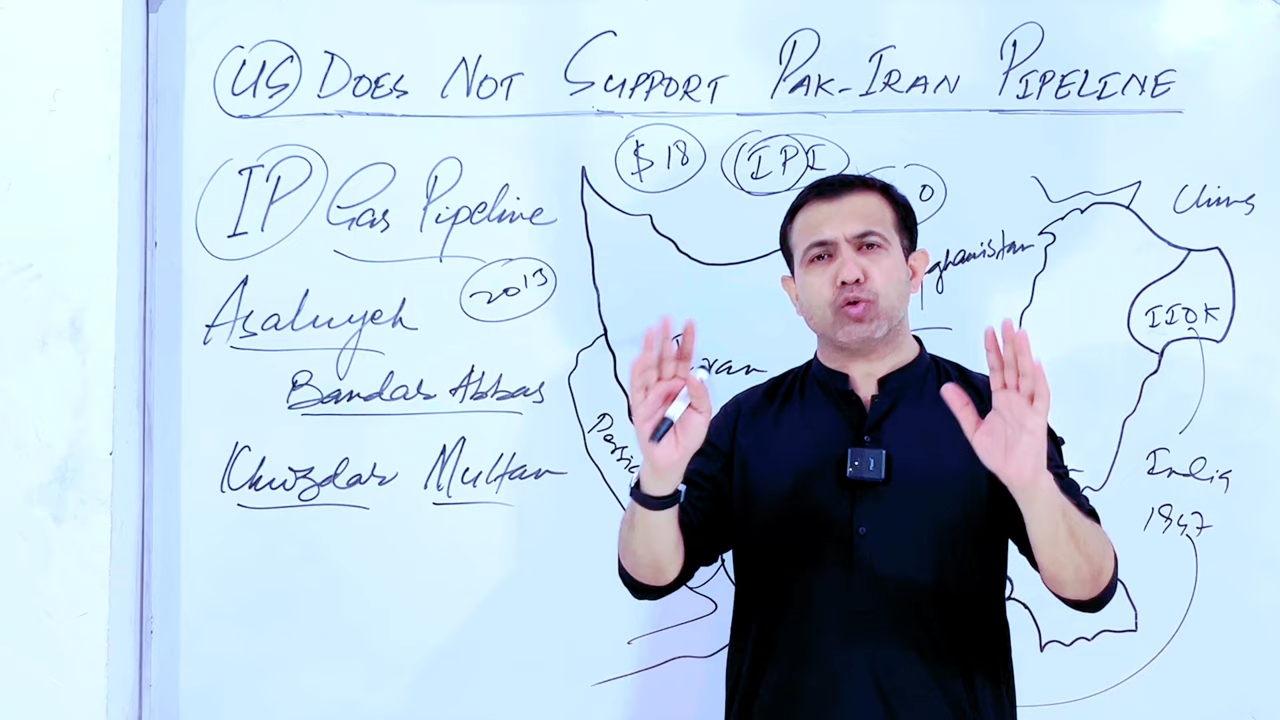 US DOES NOT SUPPORT PAK-IRAN PIPELINE
$18 (IPI
IP Gas Pipeline
2013
Asaluyeh
Bandar Abbas
Khuzdar Multan
China
IIOK
India
1947